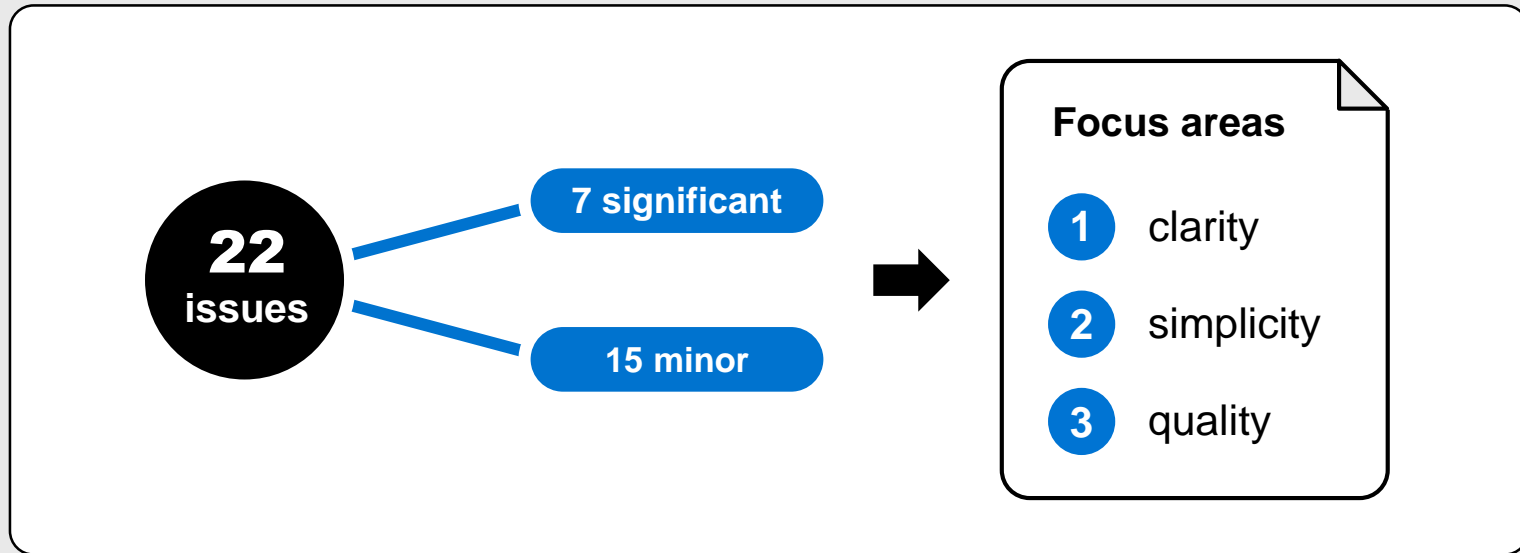 22
issues
7 significant
15 minor
Focus areas
1 clarity
2 simplicity
3 quality